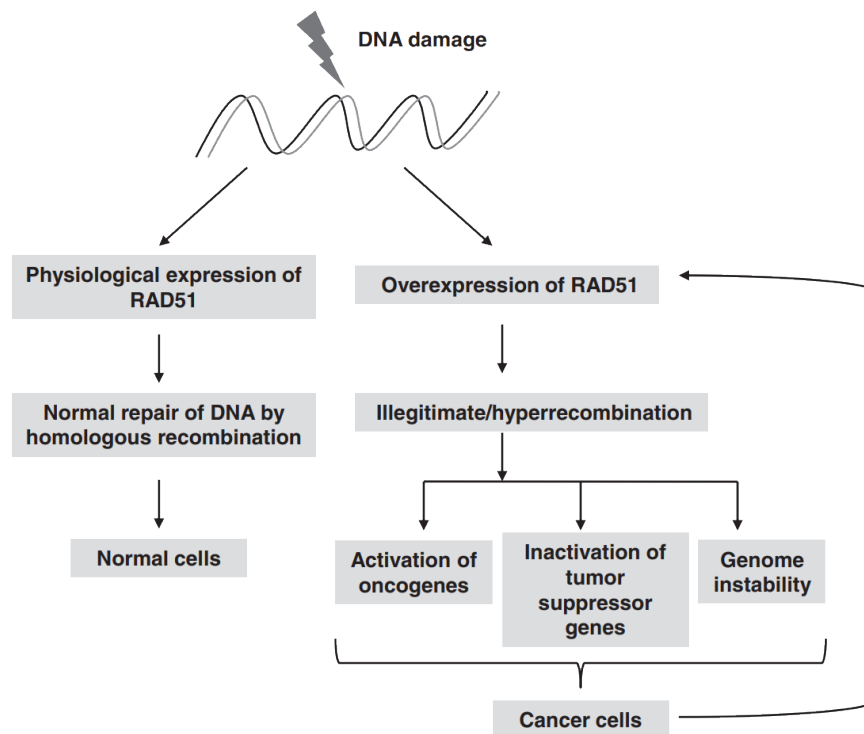 DNA damage
Physiological expression of
RAD51
Overexpression of RAD51
Normal repair of DNA by
homologous recombination
Illegitimate/hyperrecombination
Normal cells
Activation of
oncogenes
Inactivation of
tumor
suppressor
genes
Genome
instability
Cancer cells